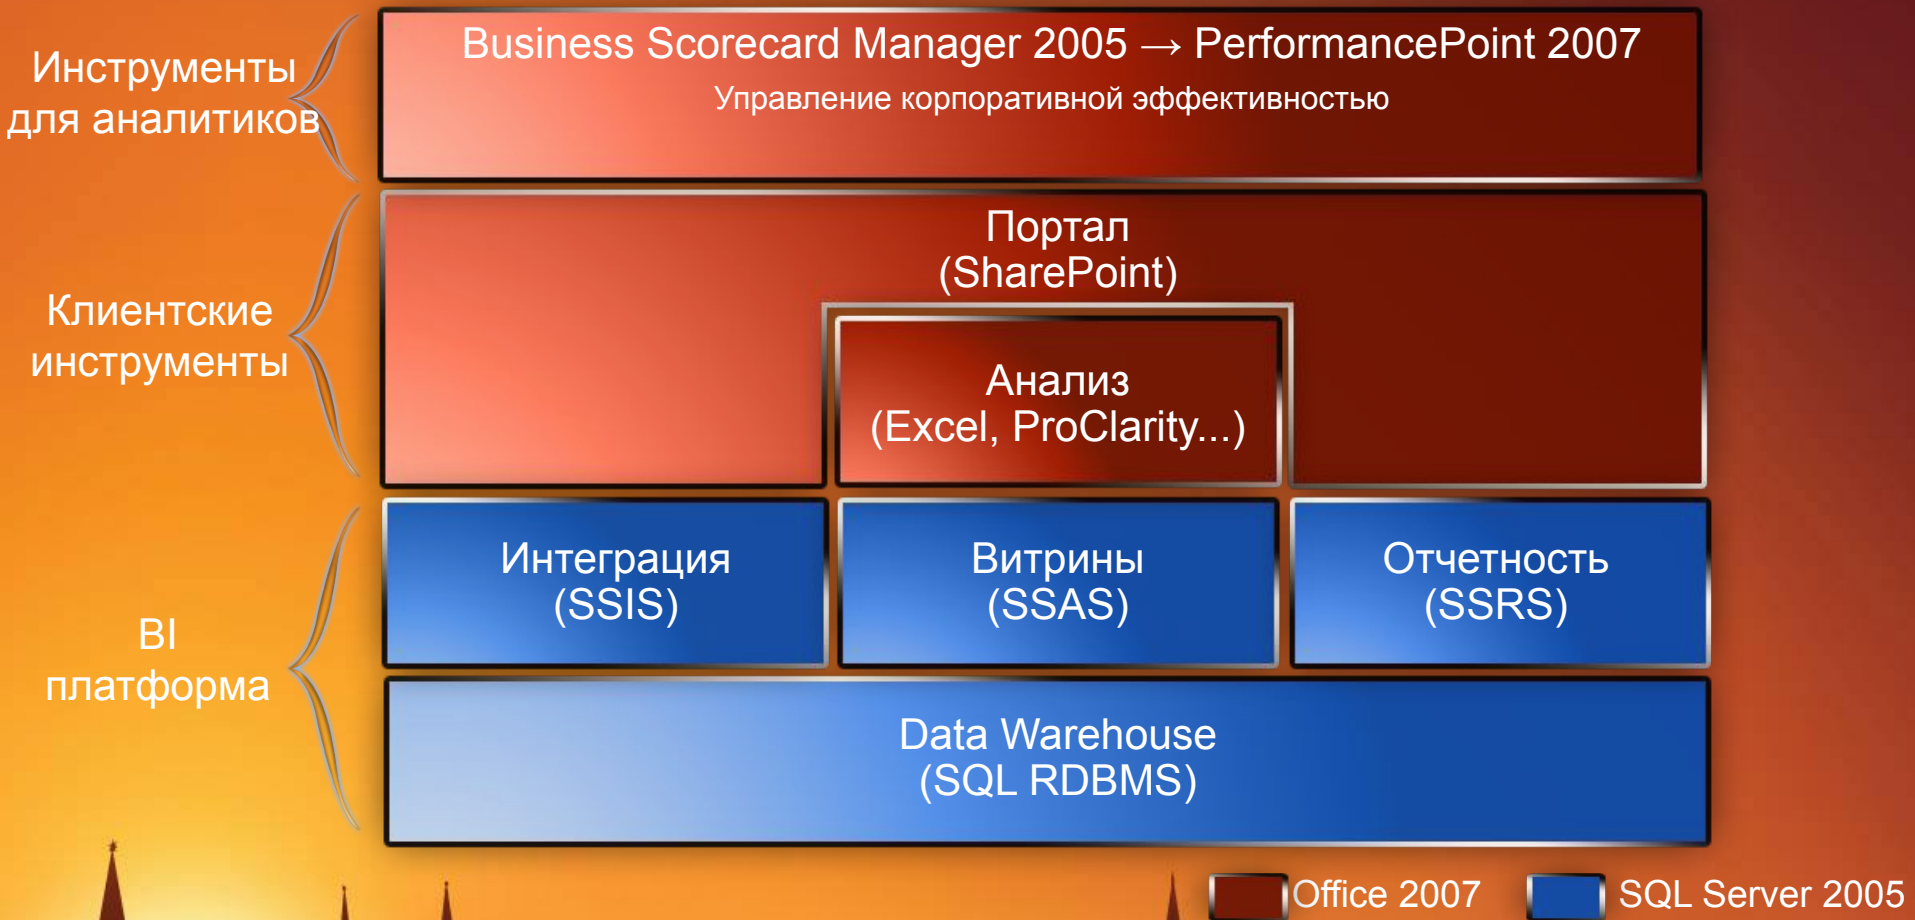 Инструменты
для аналитиков
Business Scorecard Manager 2005 → PerformancePoint 2007
Управление корпоративной эффективностью
Клиентские
инструменты
Портал
(SharePoint)
Анализ
(Excel, ProClarity...)
BI
платформа
Интеграция
(SSIS)
Витрины
(SSAS)
Отчетность
(SSRS)
Data Warehouse
(SQL RDBMS)
Office 2007
SQL Server 2005